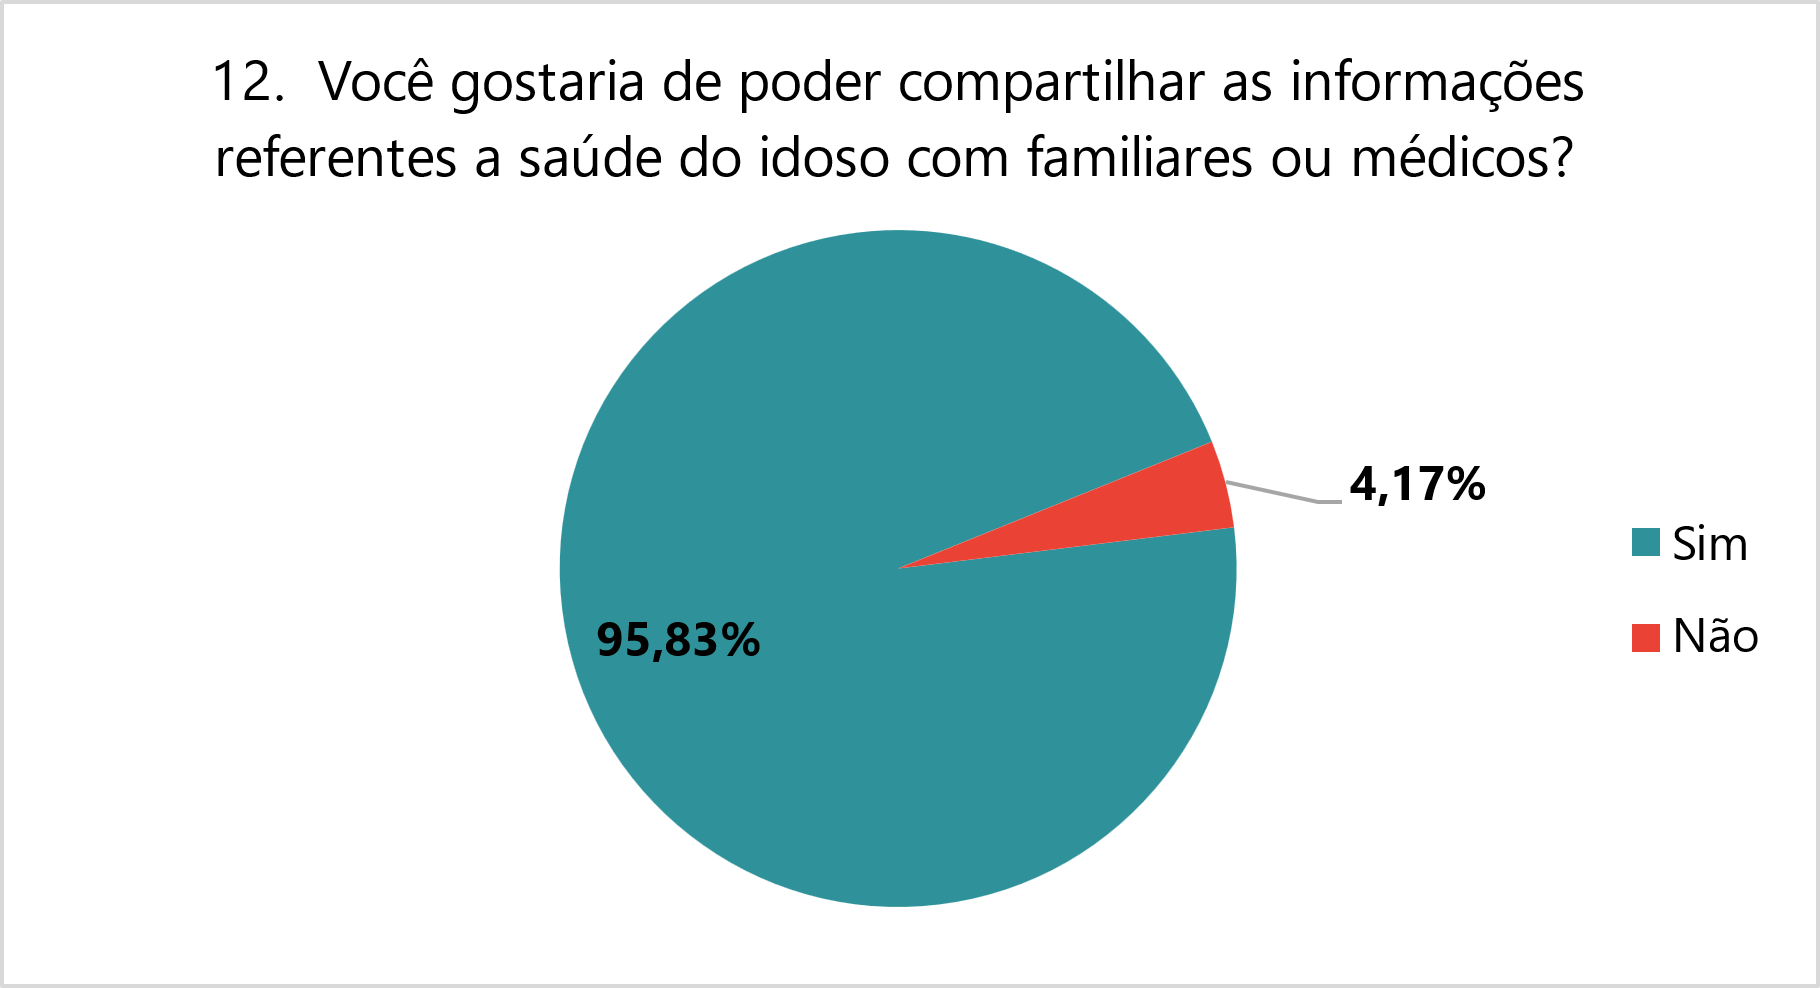 12.  Você gostaria de poder compartilhar as informações
referentes a saúde do idoso com familiares ou médicos?
4,17%
95,83%
Sim
Não